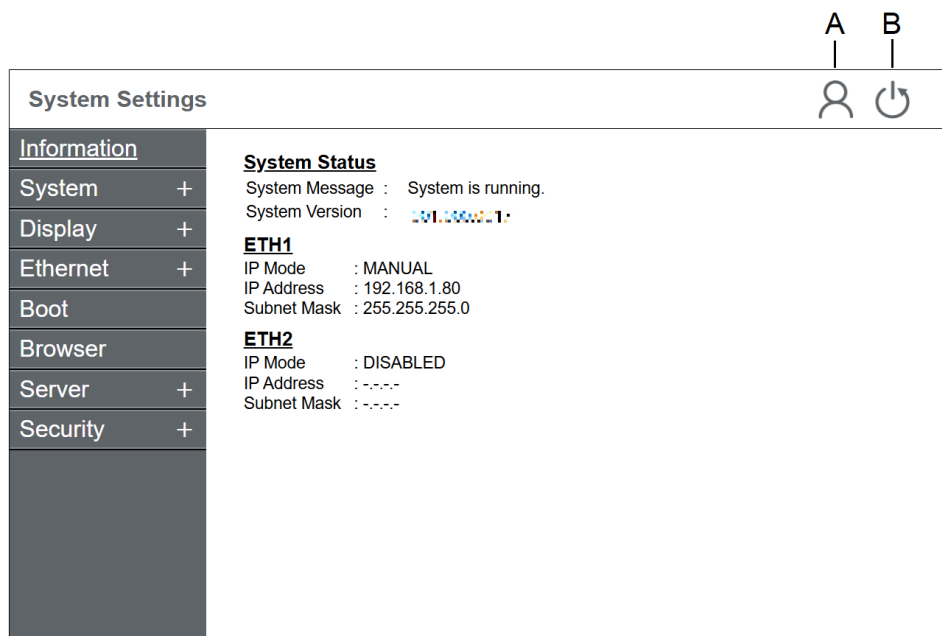 A B
System Settings
Information
System +
Display +
Ethernet +
Boot
Browser
Server +
Security +
System Status
System Message : System is running.
System Version :
ETH1
IP Mode : MANUAL
IP Address : 192.168.1.80
Subnet Mask : 255.255.255.0
ETH2
IP Mode : DISABLED
IP Address : -.-.-.-
Subnet Mask : -.-.-.-